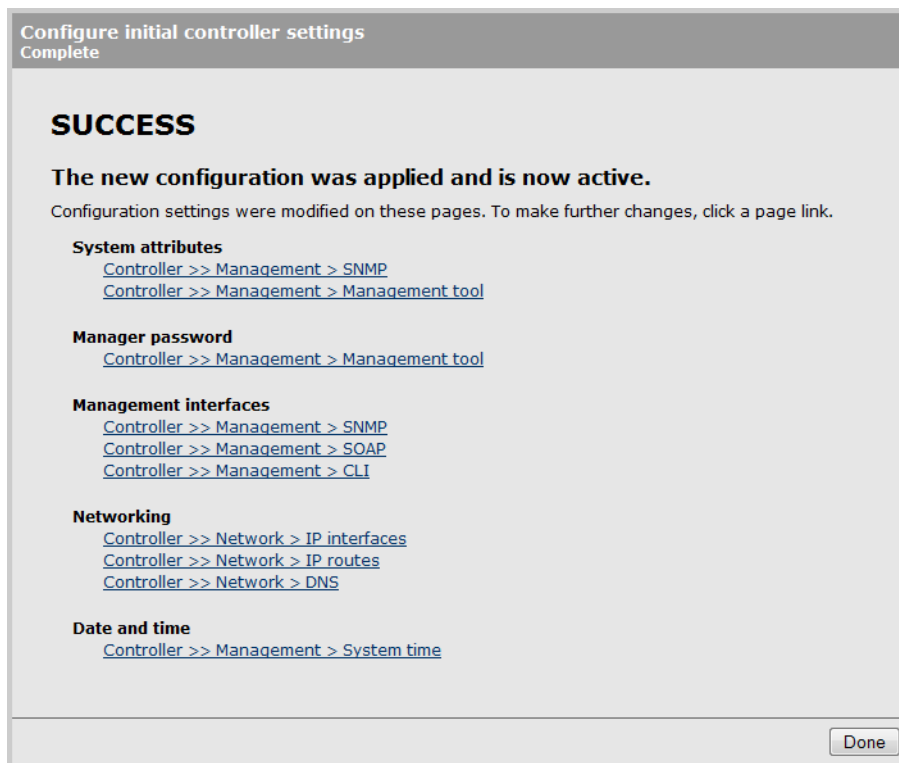 Configure initial controller settings
Complete
SUCCESS
The new configuration was applied and is now active.
Configuration settings were modified on these pages. To make further changes, click a page link.
System attributes
Controller >> Management > SNMP
Controller >> Management > Management tool
Manager password
Controller >> Management > Management tool
Management interfaces
Controller >> Management > SNMP
Controller >> Management > SOAP
Controller >> Management > CLI
Networking
Controller >> Network > IP interfaces
Controller >> Network > IP routes
Controller >> Network > DNS
Date and time
Controller >> Management > System time
Done